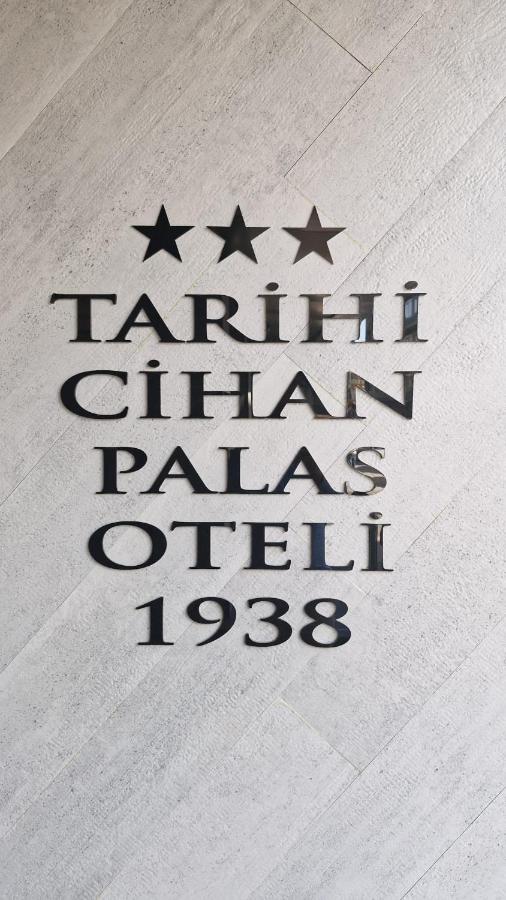 TARİHİ
CİHAN
PALAS
OTELİ
1938